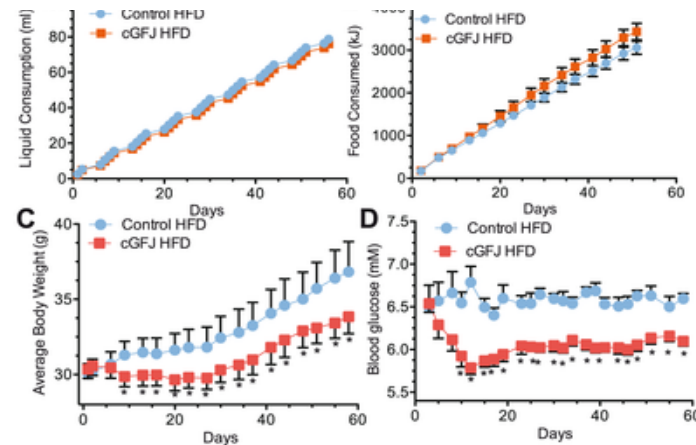 Control HFD
cGFJ HFD
Liquid Consumption (ml)
80
60
40
20
0
0 20 40 60
Days
Control HFD
cGFJ HFD
Food Consumed (kJ)
3000
2000
1000
0
0 20 40 60
Days
C
Control HFD
cGFJ HFD
Average Body Weight (g)
40
35
30
0 20 40 60
Days
* * * * * * * * * * * * * *
D
Control HFD
cGFJ HFD
Blood glucose (mM)
7.5
7.0
6.5
6.0
5.5
0 20 40 60
Days